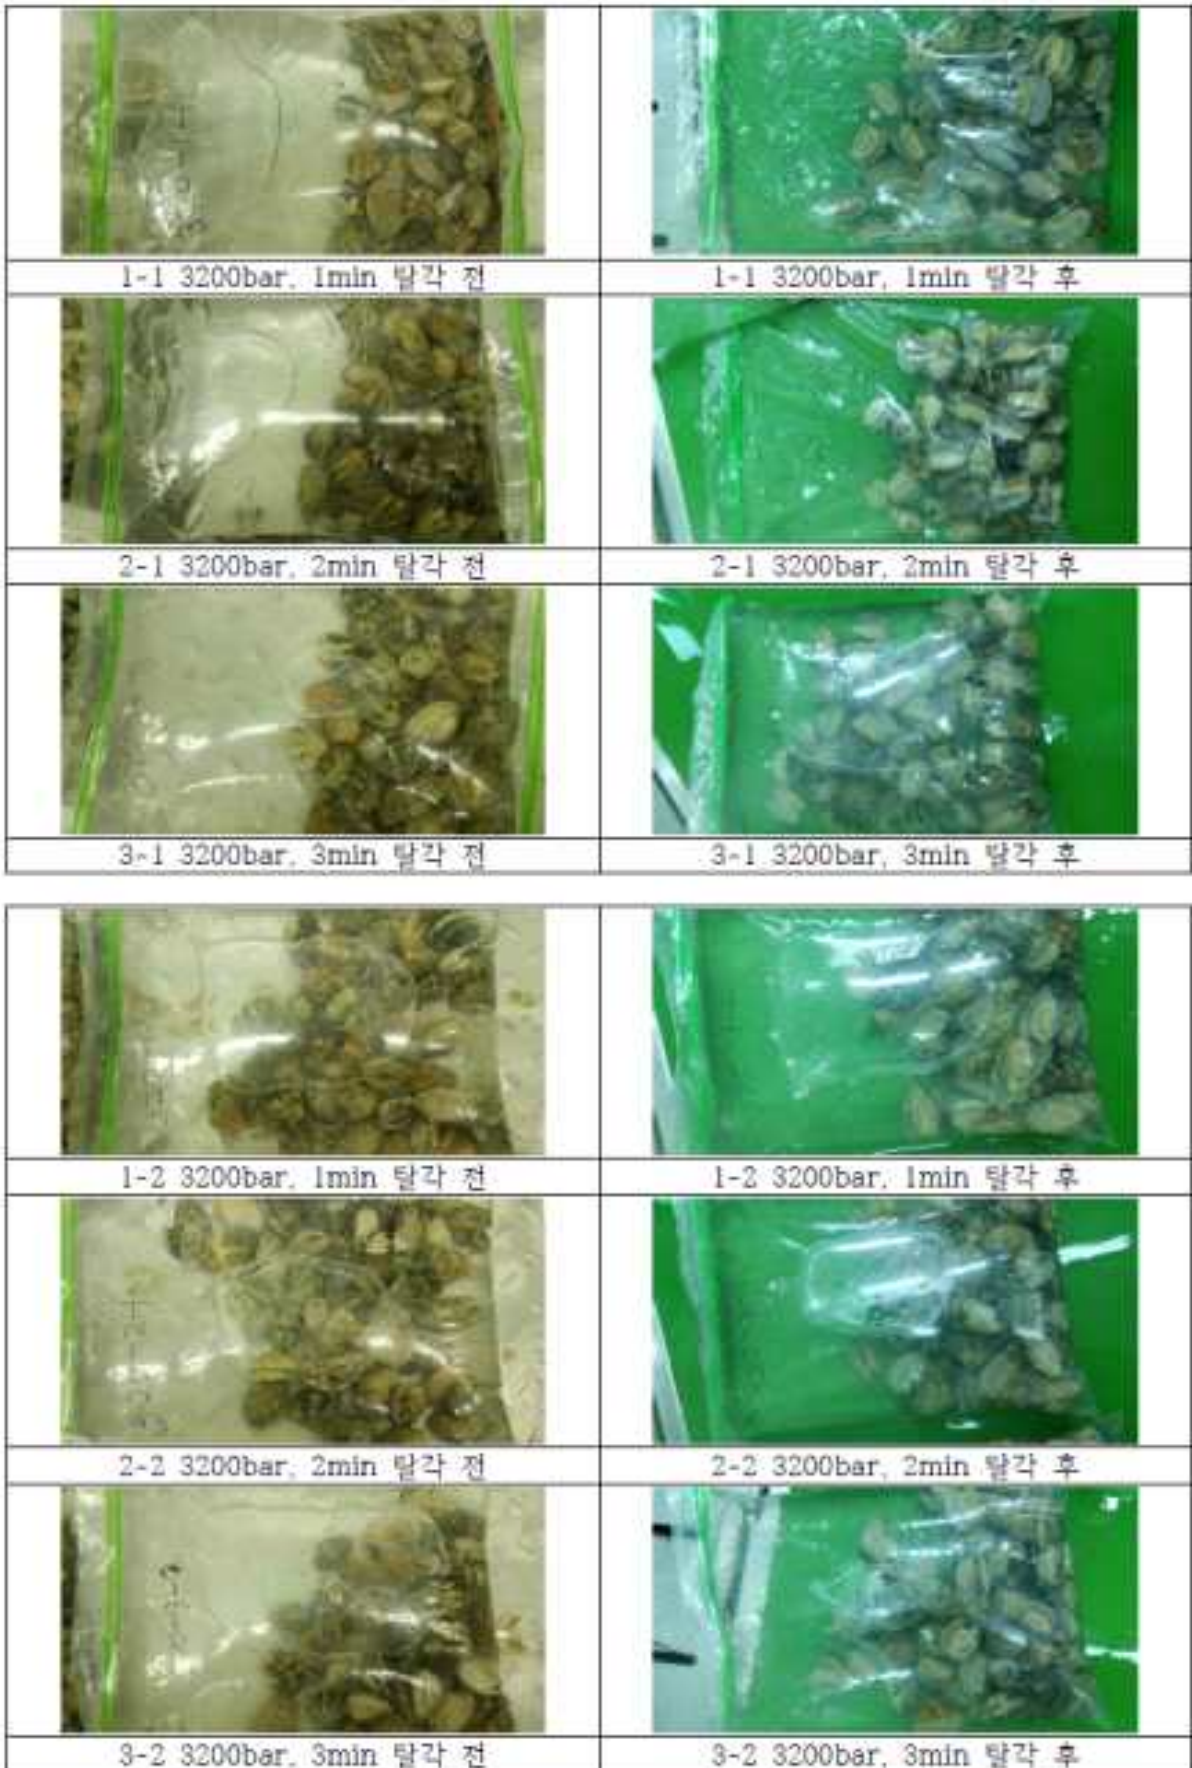 1-1 3200bar, 1min 탈각 전
1-1 3200bar, 1min 탈각 후
2-1 3200bar, 2min 탈각 전
2-1 3200bar, 2min 탈각 후
3-1 3200bar, 3min 탈각 전
3-1 3200bar, 3min 탈각 후
1-2 3200bar, 1min 탈각 전
1-2 3200bar, 1min 탈각 후
2-2 3200bar, 2min 탈각 전
2-2 3200bar, 2min 탈각 후
3-2 3200bar, 3min 탈각 전
3-2 3200bar, 3min 탈각 후